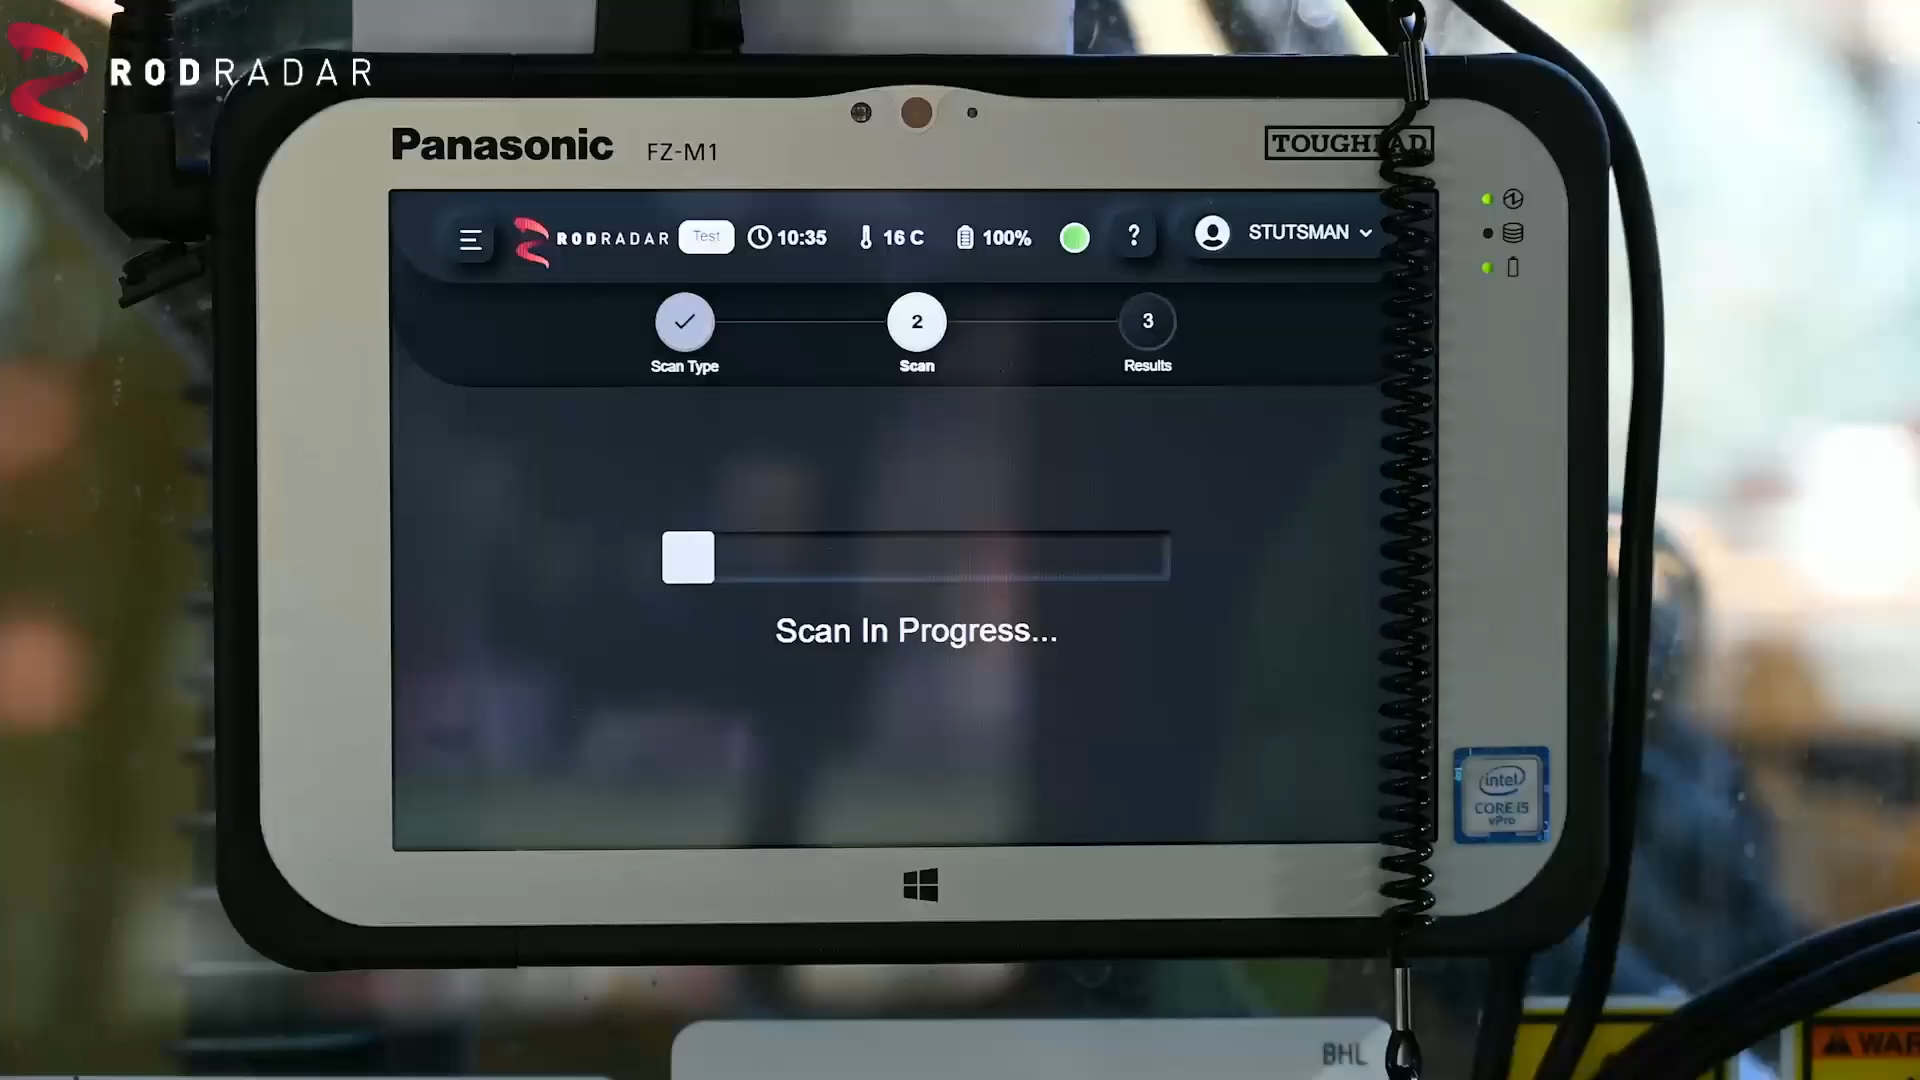 RODRADAR
Panasonic FZ-M1
RODRADAR Test 10:35 16 C 100% ? STUTSMAN
2 3
Scan Type Scan Results
Scan In Progress...
intel
CORE i5
vPro
BHL